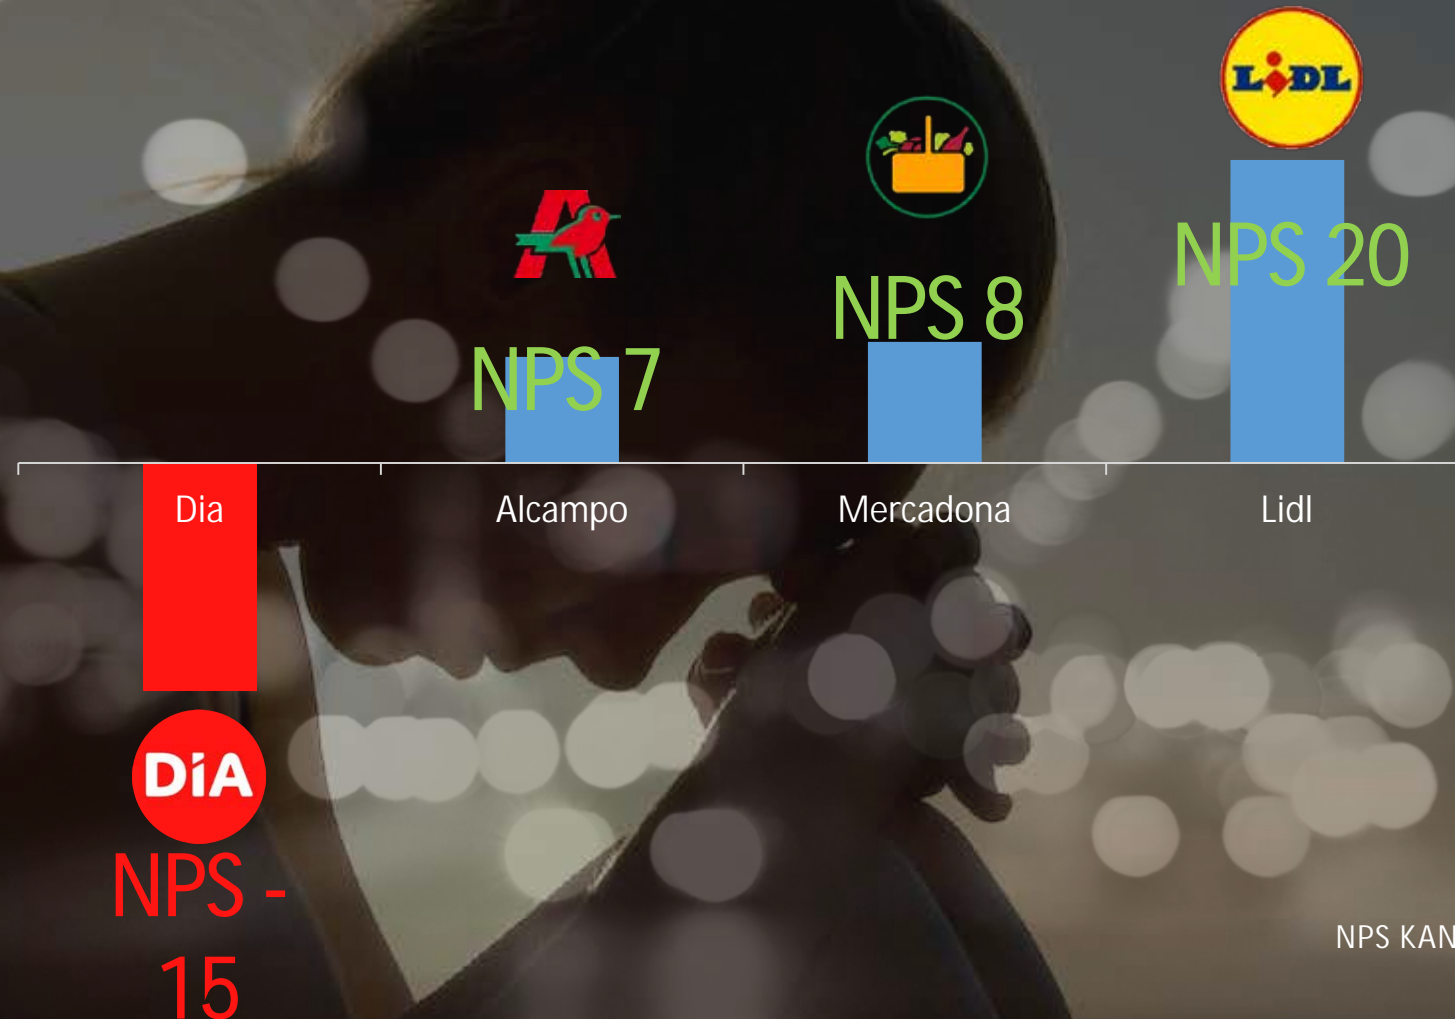 LiDL
NPS 20
NPS 8
NPS 7
Dia
Alcampo
Mercadona
Lidl
DiA
NPS -
15
NPS KAN